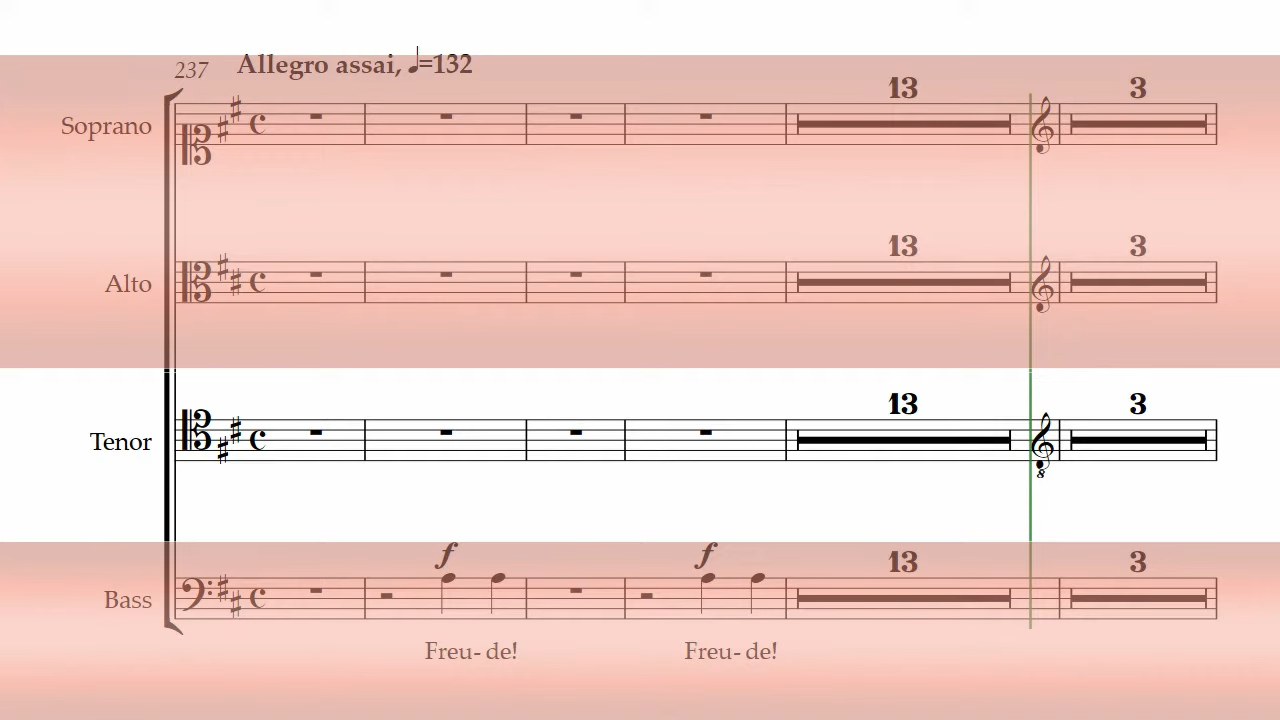 237 Allegro assai, ♩=132
13 3
Soprano
13 3
Alto
13 3
Tenor
8
f f 13 3
Bass
Freu- de! Freu- de!